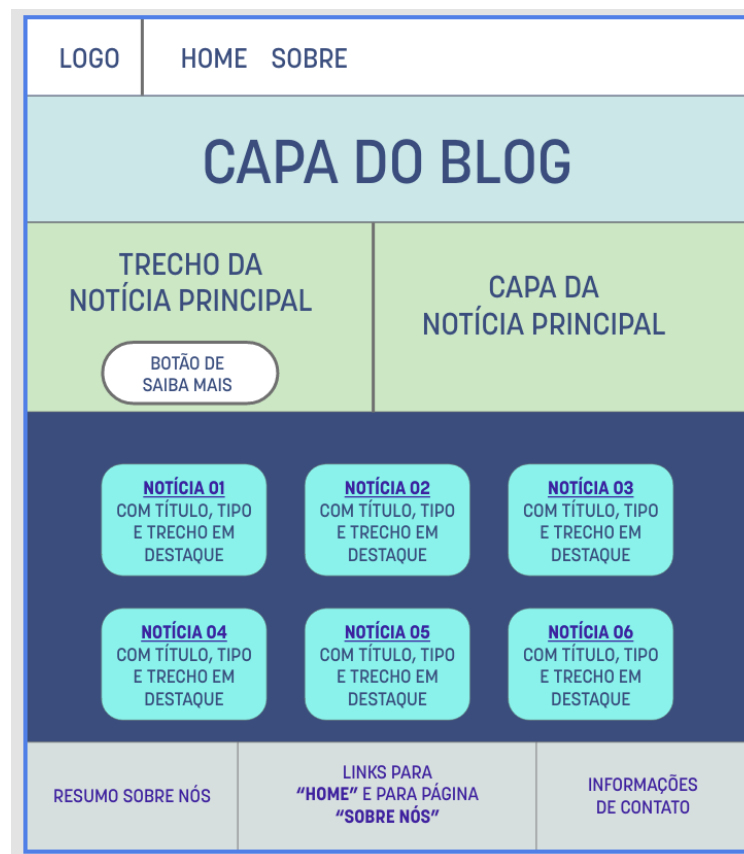 LOGO
HOME SOBRE
CAPA DO BLOG
TRECHO DA
NOTÍCIA PRINCIPAL
BOTÃO DE
SAIBA MAIS
CAPA DA
NOTÍCIA PRINCIPAL
NOTÍCIA 01
COM TÍTULO, TIPO
E TRECHO EM
DESTAQUE
NOTÍCIA 02
COM TÍTULO, TIPO
E TRECHO EM
DESTAQUE
NOTÍCIA 03
COM TÍTULO, TIPO
E TRECHO EM
DESTAQUE
NOTÍCIA 04
COM TÍTULO, TIPO
E TRECHO EM
DESTAQUE
NOTÍCIA 05
COM TÍTULO, TIPO
E TRECHO EM
DESTAQUE
NOTÍCIA 06
COM TÍTULO, TIPO
E TRECHO EM
DESTAQUE
RESUMO SOBRE NÓS
LINKS PARA
“HOME” E PARA PÁGINA
“SOBRE NÓS”
INFORMAÇÕES
DE CONTATO